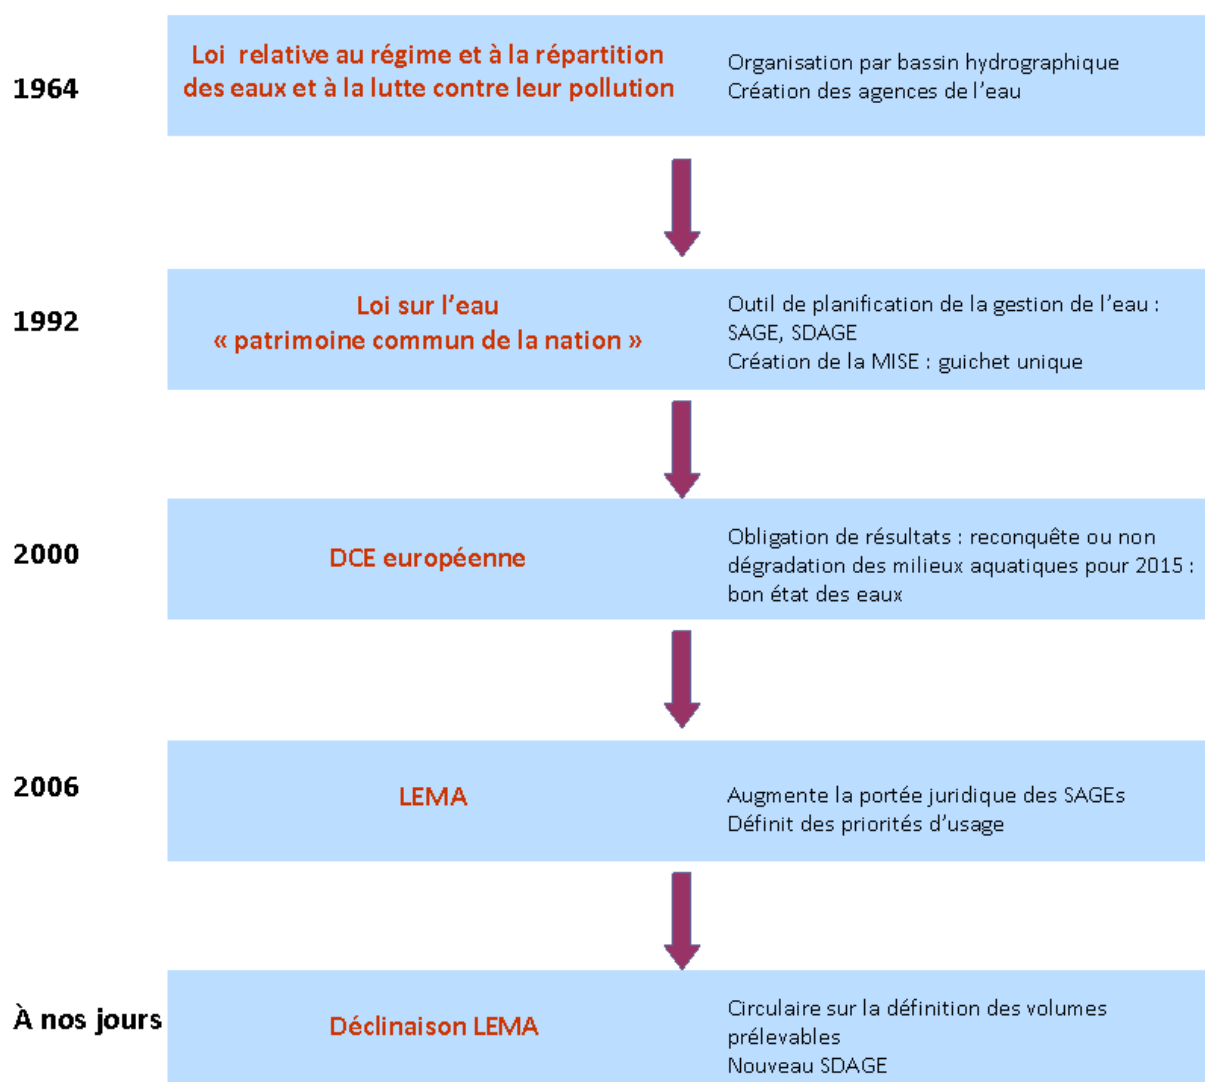 1964
Loi relative au régime et à la répartition
des eaux et à la lutte contre leur pollution
Organisation par bassin hydrographique
Création des agences de l'eau
1992
Loi sur l'eau
« patrimoine commun de la nation »
Outil de planification de la gestion de l'eau :
SAGE, SDAGE
Création de la MISE : guichet unique
2000
DCE européenne
Obligation de résultats : reconquête ou non
dégradation des milieux aquatiques pour 2015 :
bon état des eaux
2006
LEMA
Augmente la portée juridique des SAGEs
Définit des priorités d'usage
À nos jours
Déclinaison LEMA
Circulaire sur la définition des volumes
prélevables
Nouveau SDAGE